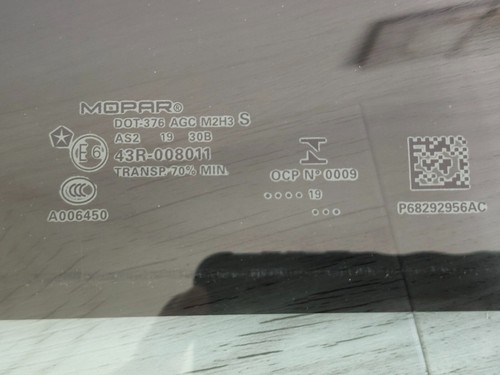 MOPAR®
DOT-376 AGC M2H3 S
AS2 19 30B
E6 43R-008011
TRANSP. 70% MIN.
CCC
A006450
OCP Nº 0009
•••• 19
•••
P68292956AC